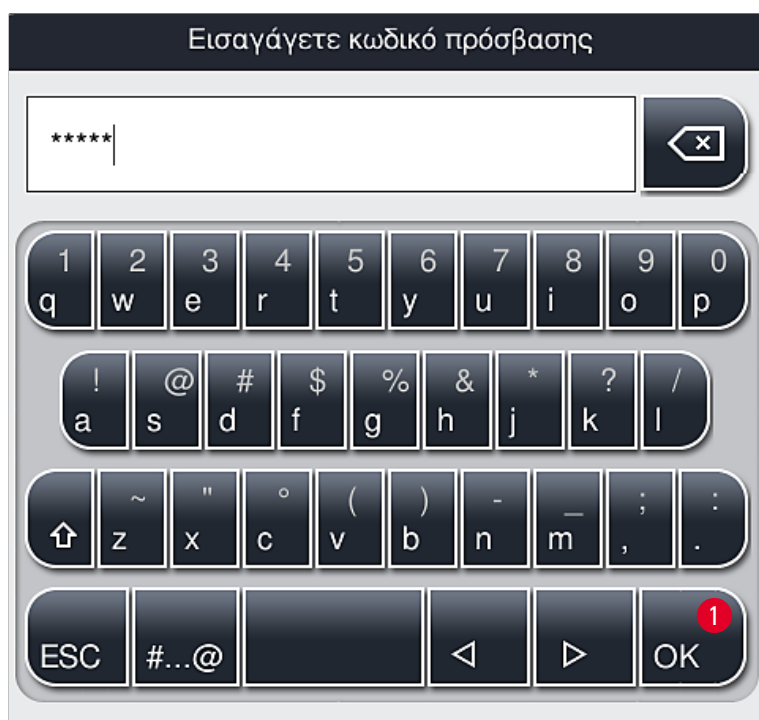 Εισαγάγετε κωδικό πρόσβασης
*****
1 2 3 4 5 6 7 8 9 0
q w e r t y u i o p
! @ # $ % & * ? /
a s d f g h j k l
~ " ° ( ) - _ ; :
z x c v b n m , .
1
ESC #...@ OK